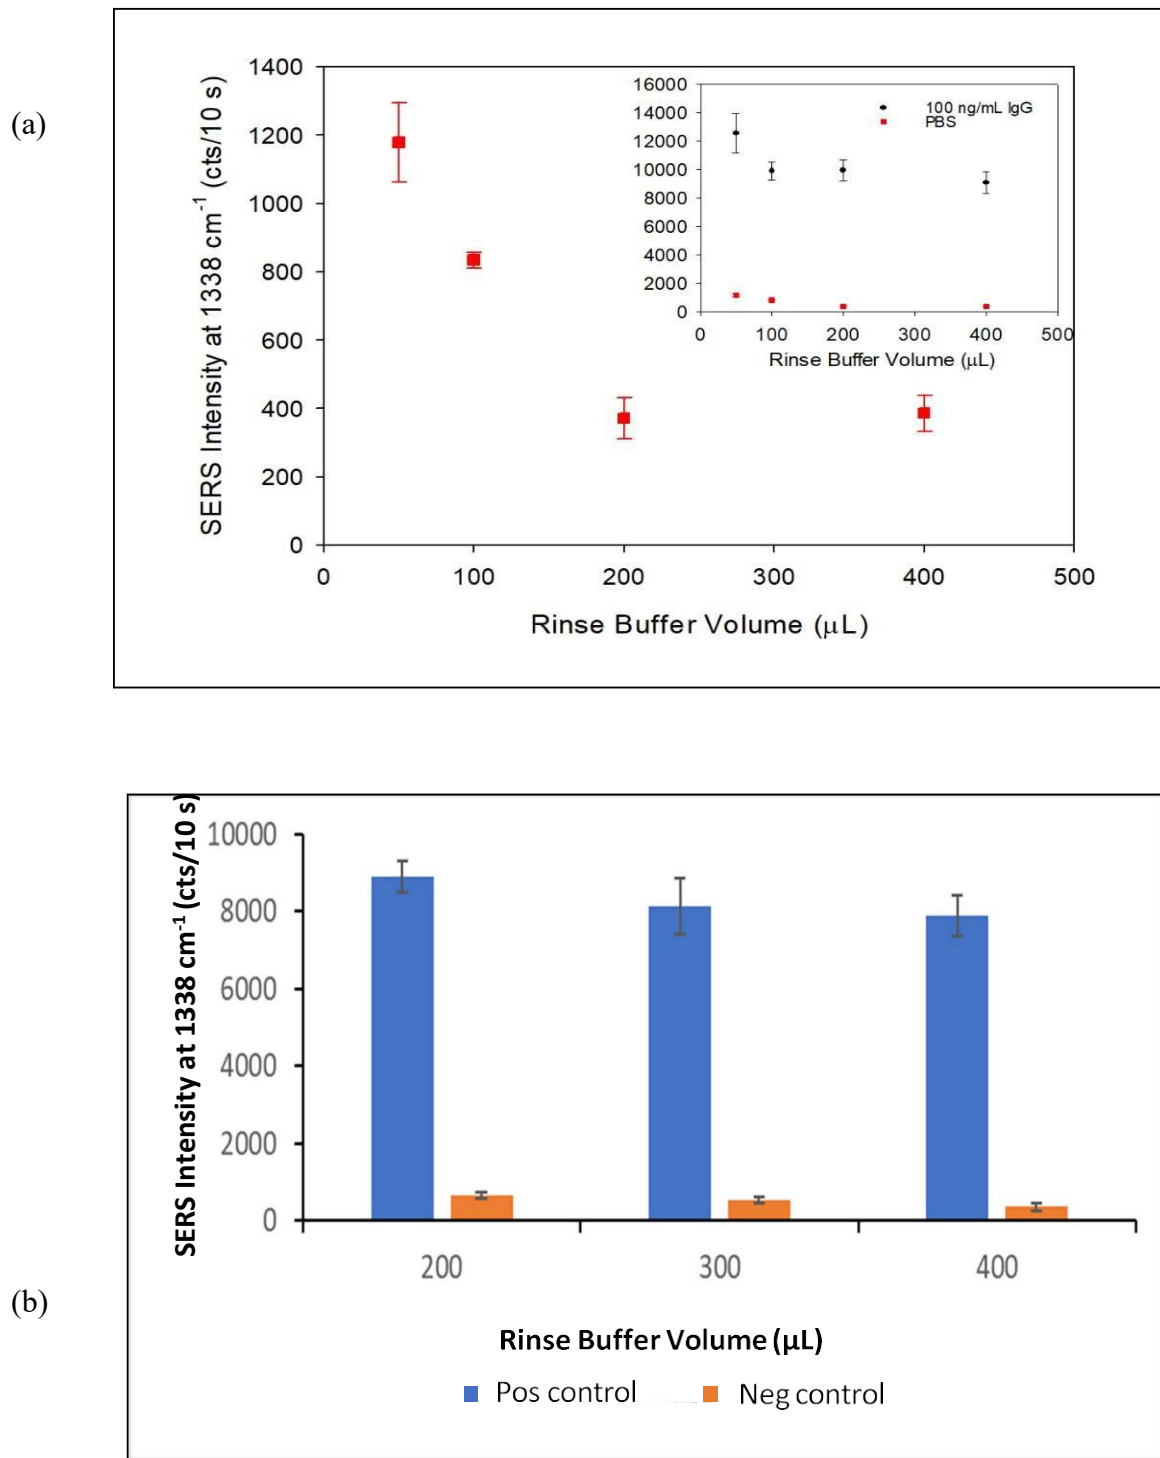 (a)
SERS Intensity at 1338 cm⁻¹ (cts/10 s)
1400
1200
1000
800
600
400
200
0
0 100 200 300 400 500
Rinse Buffer Volume (μL)
16000
14000
12000
10000
8000
6000
4000
2000
0
100 ng/mL IgG
PBS
0 100 200 300 400 500
Rinse Buffer Volume (μL)
(b)
SERS Intensity at 1338 cm⁻¹ (cts/10 s)
10000
8000
6000
4000
2000
0
200 300 400
Rinse Buffer Volume (μL)
Pos control Neg control